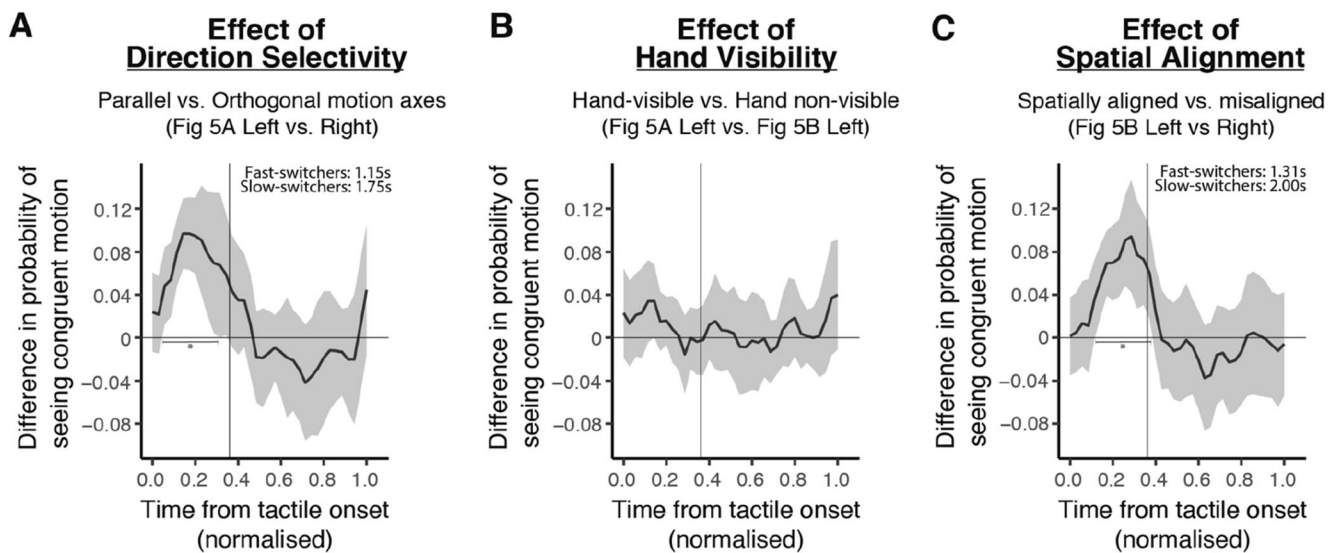 A
Effect of
Direction Selectivity
Parallel vs. Orthogonal motion axes
(Fig 5A Left vs. Right)
Difference in probability of
seeing congruent motion
Fast-switchers: 1.15s
Slow-switchers: 1.75s
0.12
0.08
0.04
0
−0.04
−0.08
*
0.0 0.2 0.4 0.6 0.8 1.0
Time from tactile onset
(normalised)
B
Effect of
Hand Visibility
Hand-visible vs. Hand non-visible
(Fig 5A Left vs. Fig 5B Left)
Difference in probability of
seeing congruent motion
0.12
0.08
0.04
0
−0.04
−0.08
0.0 0.2 0.4 0.6 0.8 1.0
Time from tactile onset
(normalised)
C
Effect of
Spatial Alignment
Spatially aligned vs. misaligned
(Fig 5B Left vs Right)
Difference in probability of
seeing congruent motion
Fast-switchers: 1.31s
Slow-switchers: 2.00s
0.12
0.08
0.04
0
−0.04
−0.08
*
0.0 0.2 0.4 0.6 0.8 1.0
Time from tactile onset
(normalised)